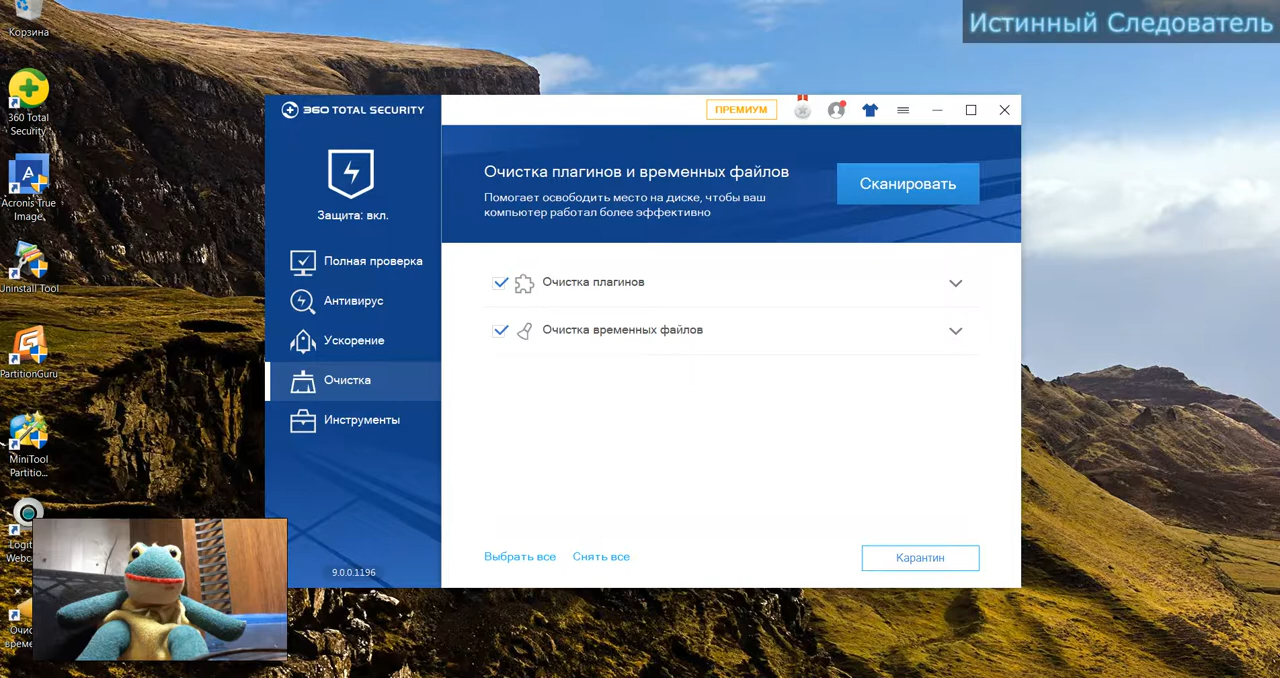 Истинный Следователь
Корзина
360 Total
Security
Acronis True
Image
Uninstall Tool
PartitionGuru
MiniTool
Partitio...
360 TOTAL SECURITY
Защита: вкл.
Полная проверка
Антивирус
Ускорение
Очистка
Инструменты
9.0.0.1196
ПРЕМИУМ
Очистка плагинов и временных файлов
Помогает освободить место на диске, чтобы ваш
компьютер работал более эффективно
Сканировать
Очистка плагинов
Очистка временных файлов
Выбрать все
Снять все
Карантин